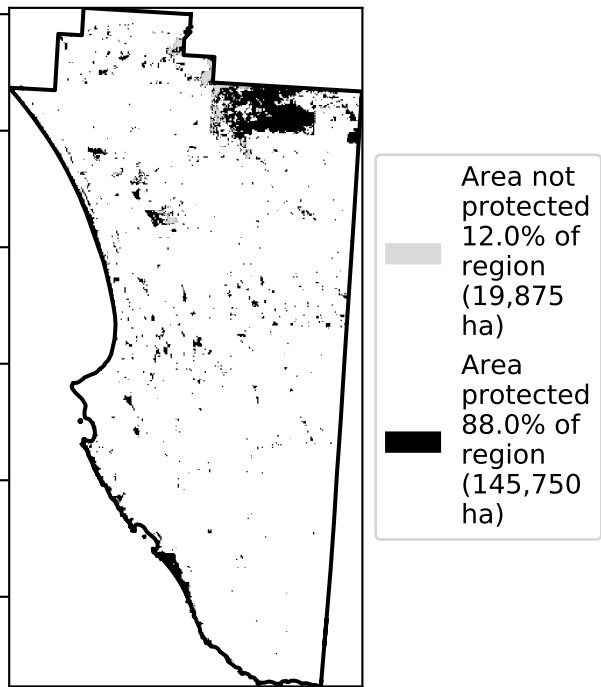 Area not
protected
12.0% of
region
(19,875
ha)
Area
protected
88.0% of
region
(145,750
ha)